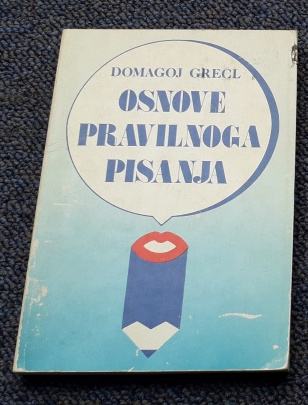 DOMAGOJ GRECL
OSNOVE
PRAVILNOGA
PISANJA